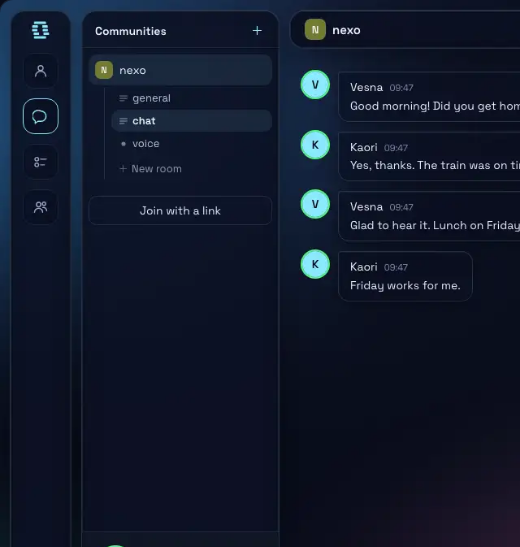 Communities
N nexo
general
chat
voice
+ New room
Join with a link
N nexo
V
Vesna 09:47
Good morning! Did you get hom
K
Kaori 09:47
Yes, thanks. The train was on ti
V
Vesna 09:47
Glad to hear it. Lunch on Friday
K
Kaori 09:47
Friday works for me.